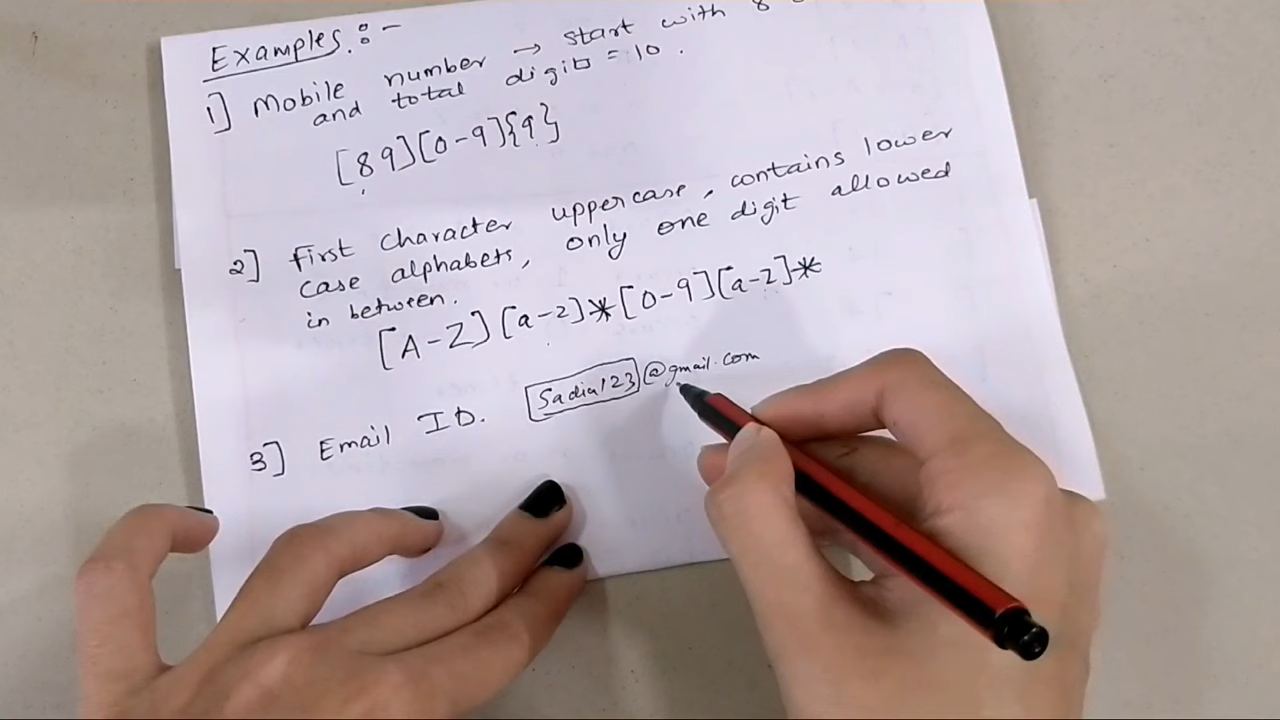 Examples :-
1] Mobile number → start with 8
and total digits = 10.
[89][0-9]{9}
2] First character uppercase, contains lower
case alphabets, only one digit allowed
in between.
[A-Z][a-z]*[0-9][a-z]*
3] Email ID. Sadia123@gmail.com